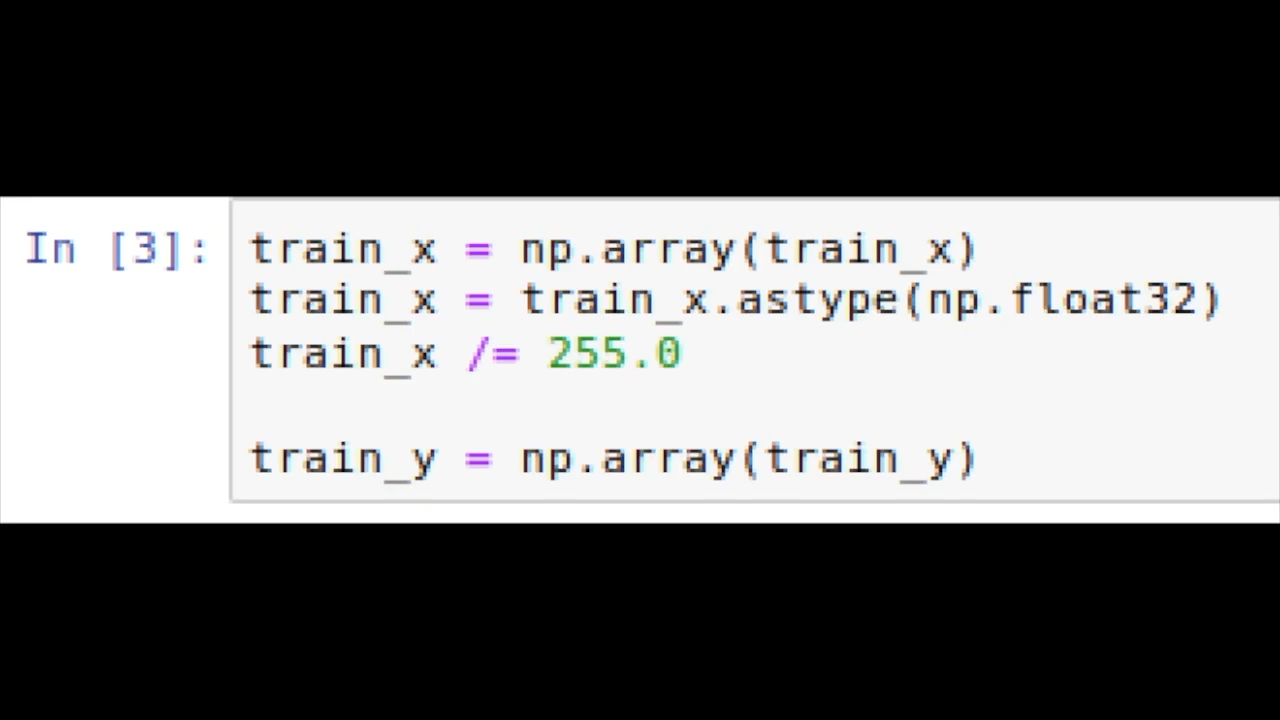 In [3]: train_x = np.array(train_x)
train_x = train_x.astype(np.float32)
train_x /= 255.0
train_y = np.array(train_y)